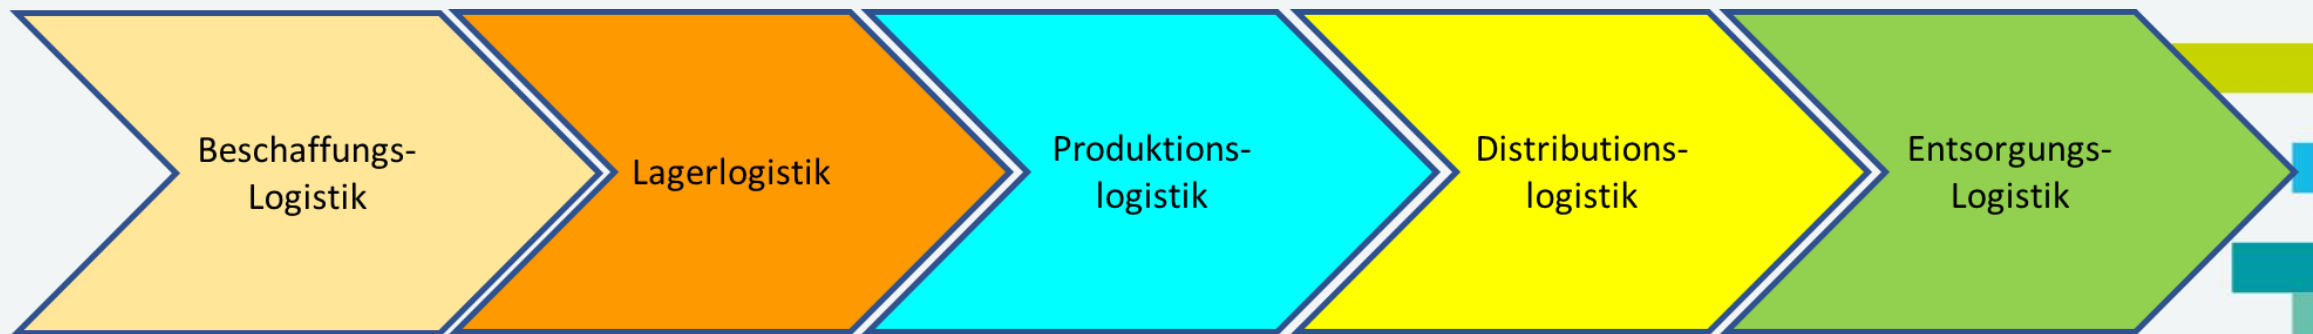 Beschaffungs-
Logistik
Lagerlogistik
Produktions-
logistik
Distributions-
logistik
Entsorgungs-
Logistik